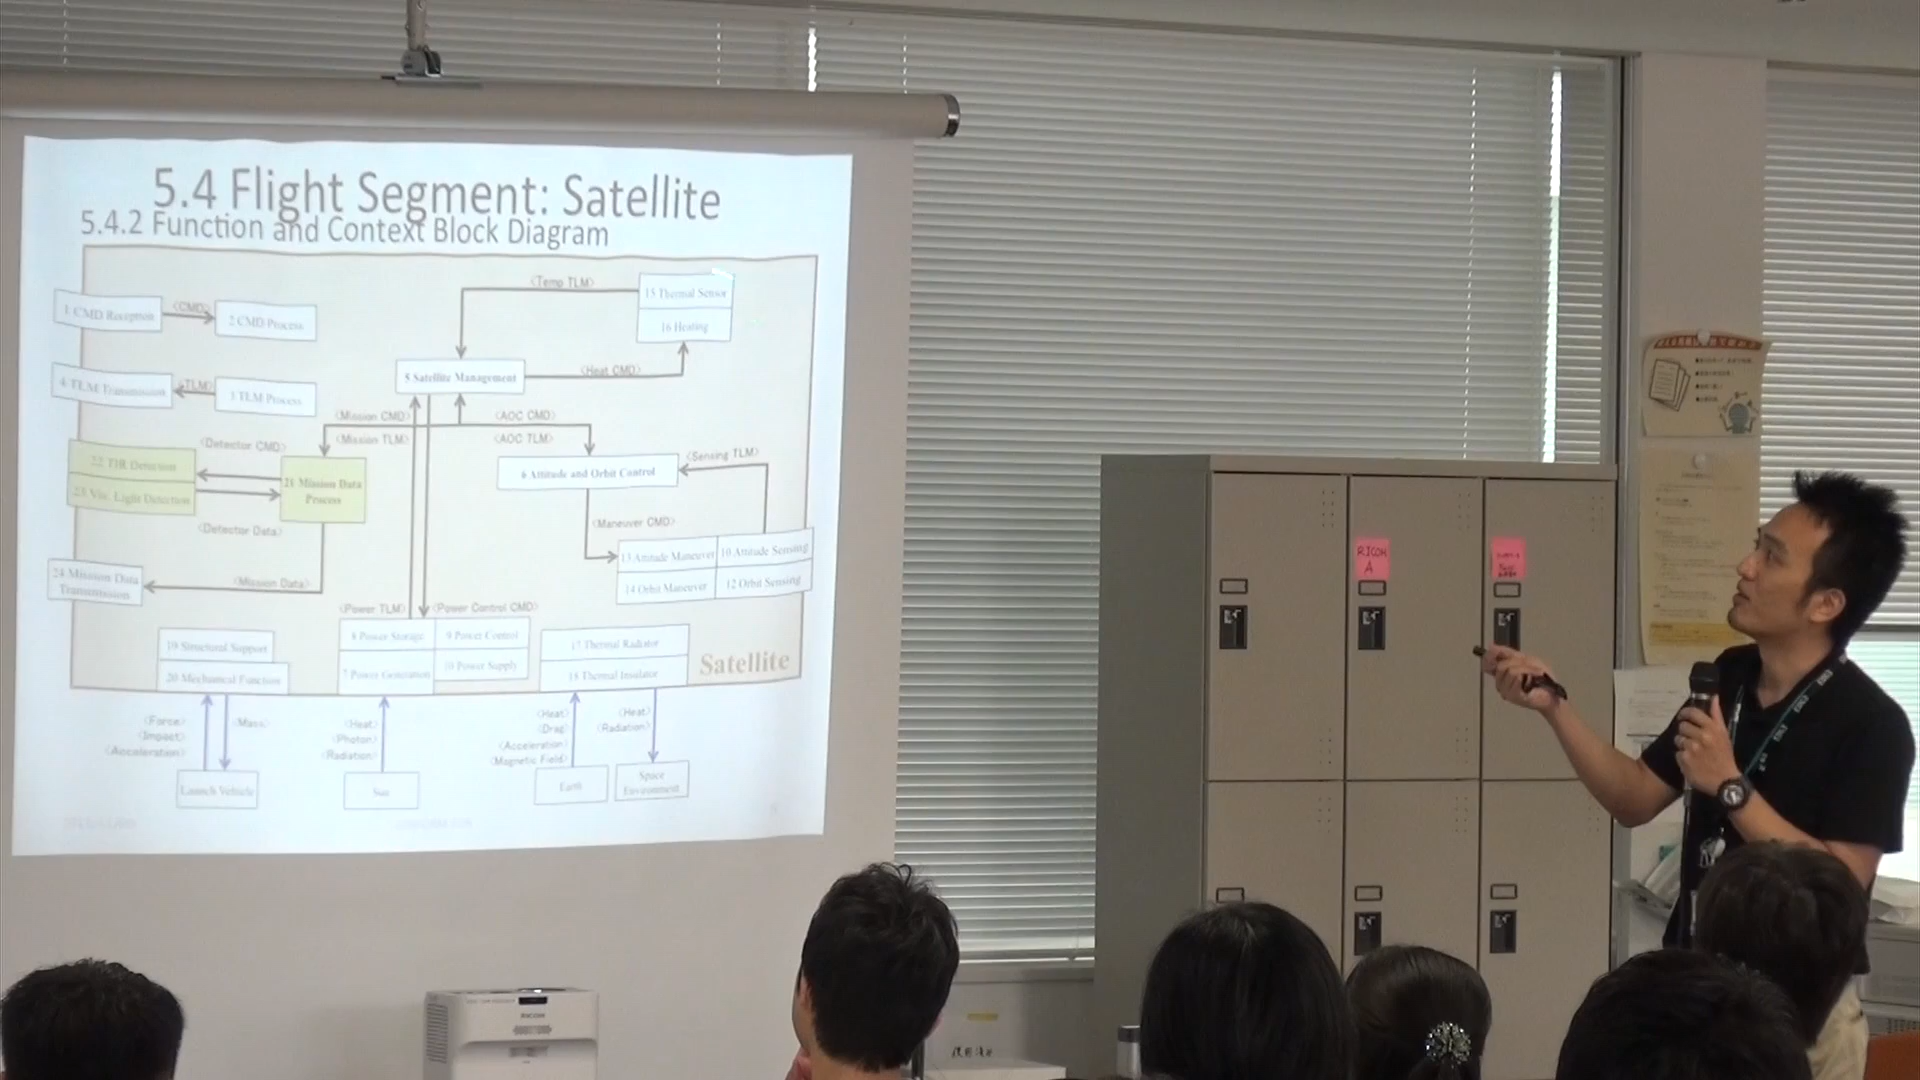 5.4 Flight Segment: Satellite
5.4.2 Function and Context Block Diagram
<Temp TLM>
15 Thermal Sensor
16 Heating
1 CMD Reception
<CMD>
2 CMD Process
5 Satellite Management
<Heat CMD>
4 TLM Transmission
<TLM>
3 TLM Process
<Mission CMD>
<AOC CMD>
<Mission TLM>
<AOC TLM>
<Detector CMD>
<Sensing TLM>
22 TIR Detection
23 Vis. Light Detection
21 Mission Data
Process
6 Attitude and Orbit Control
<Detector Data>
<Maneuver CMD>
13 Attitude Maneuver
10 Attitude Sensing
14 Orbit Maneuver
12 Orbit Sensing
24 Mission Data
Transmission
<Mission Data>
<Power TLM>
<Power Control CMD>
19 Structural Support
20 Mechanical Function
8 Power Storage
9 Power Control
7 Power Generation
10 Power Supply
17 Thermal Radiator
18 Thermal Insulator
Satellite
<Force>
<Impact>
<Acceleration>
<Mass>
<Heat>
<Photon>
<Radiation>
<Heat>
<Drag>
<Acceleration>
<Magnetic Field>
<Heat>
<Radiation>
Launch Vehicle
Sun
Earth
Space
Environment
RICOH
A
RICOH